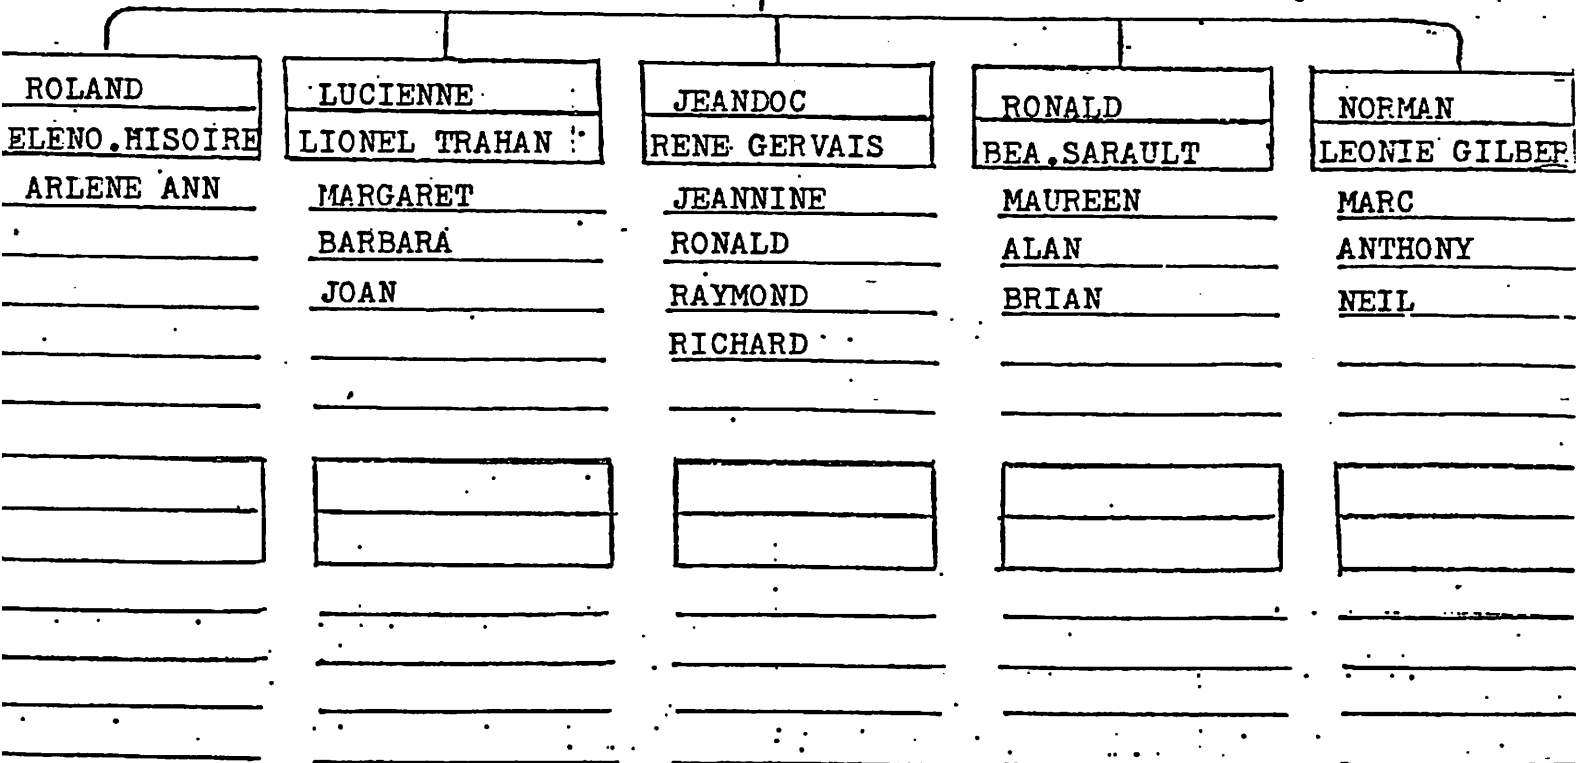 ROLAND
ELENO.MISOIRE
ARLENE ANN
LUCIENNE
LIONEL TRAHAN
MARGARET
BARBARA
JOAN
JEANDOC
RENE GERVAIS
JEANNINE
RONALD
RAYMOND
RICHARD
RONALD
BEA.SARAULT
MAUREEN
ALAN
BRIAN
NORMAN
LEONIE GILBER
MARC
ANTHONY
NEIL